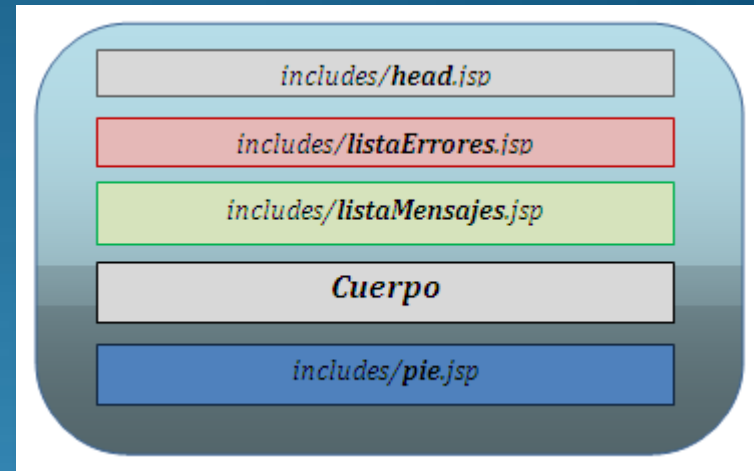 includes/head.jsp
includes/listaErrores.jsp
includes/listaMensajes.jsp
Cuerpo
includes/pie.jsp